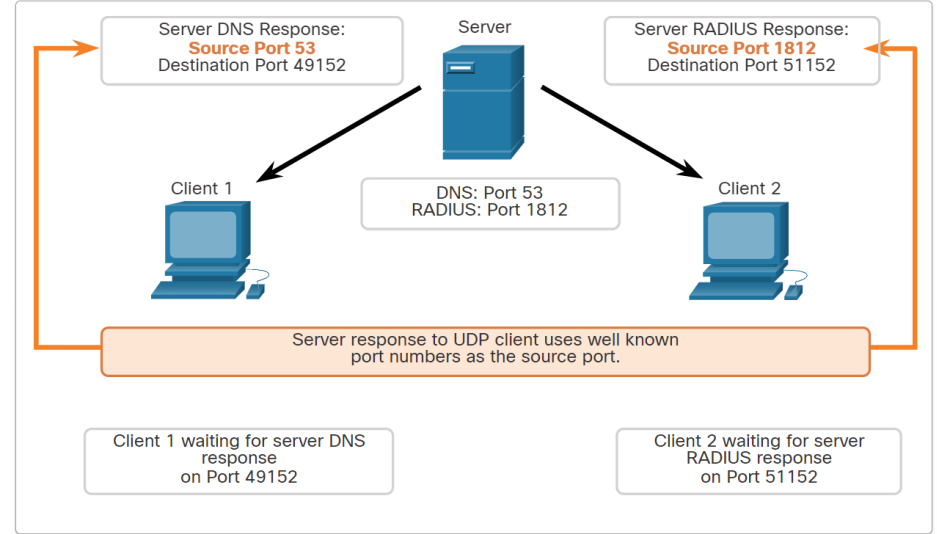 Server DNS Response:
Source Port 53
Destination Port 49152
Server
Server RADIUS Response:
Source Port 1812
Destination Port 51152
Client 1
DNS: Port 53
RADIUS: Port 1812
Client 2
Server response to UDP client uses well known
port numbers as the source port.
Client 1 waiting for server DNS
response
on Port 49152
Client 2 waiting for server
RADIUS response
on Port 51152